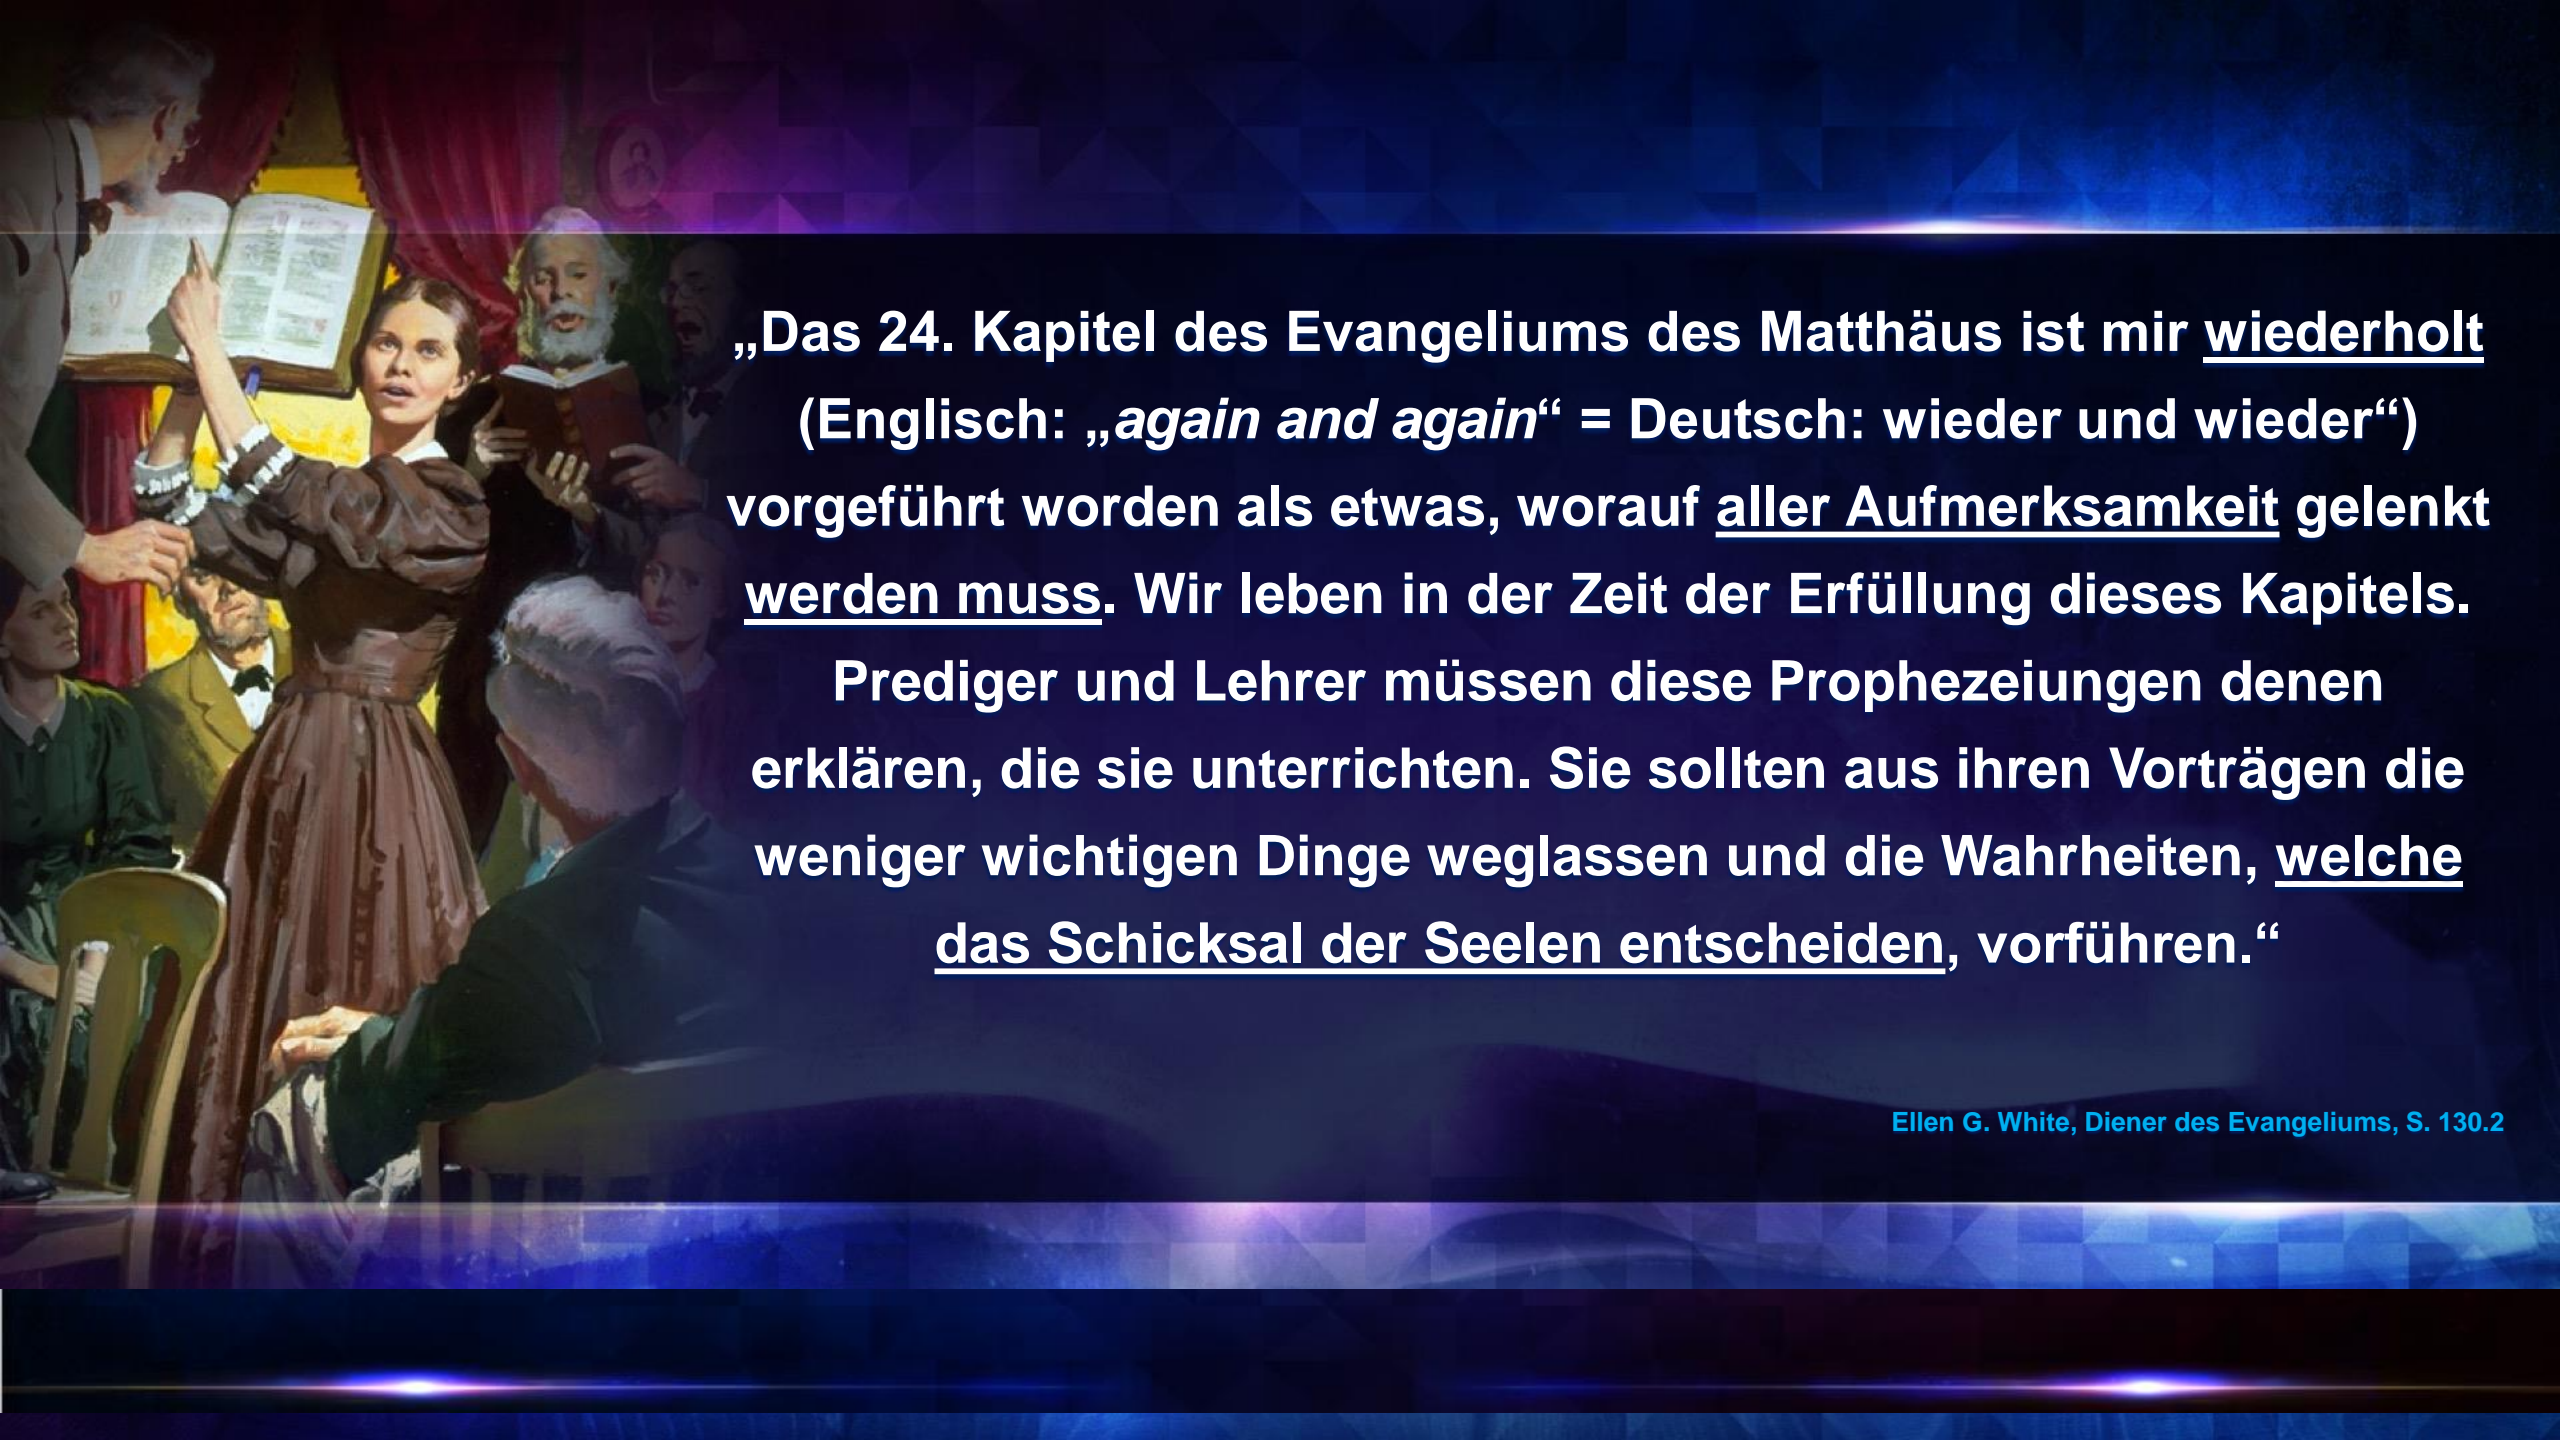 „Das 24. Kapitel des Evangeliums des Matthäus ist mir wiederholt
(Englisch: „again and again“ = Deutsch: wieder und wieder“)
vorgeführt worden als etwas, worauf aller Aufmerksamkeit gelenkt
werden muss. Wir leben in der Zeit der Erfüllung dieses Kapitels.
Prediger und Lehrer müssen diese Prophezeiungen denen
erklären, die sie unterrichten. Sie sollten aus ihren Vorträgen die
weniger wichtigen Dinge weglassen und die Wahrheiten, welche
das Schicksal der Seelen entscheiden, vorführen.“
Ellen G. White, Diener des Evangeliums, S. 130.2